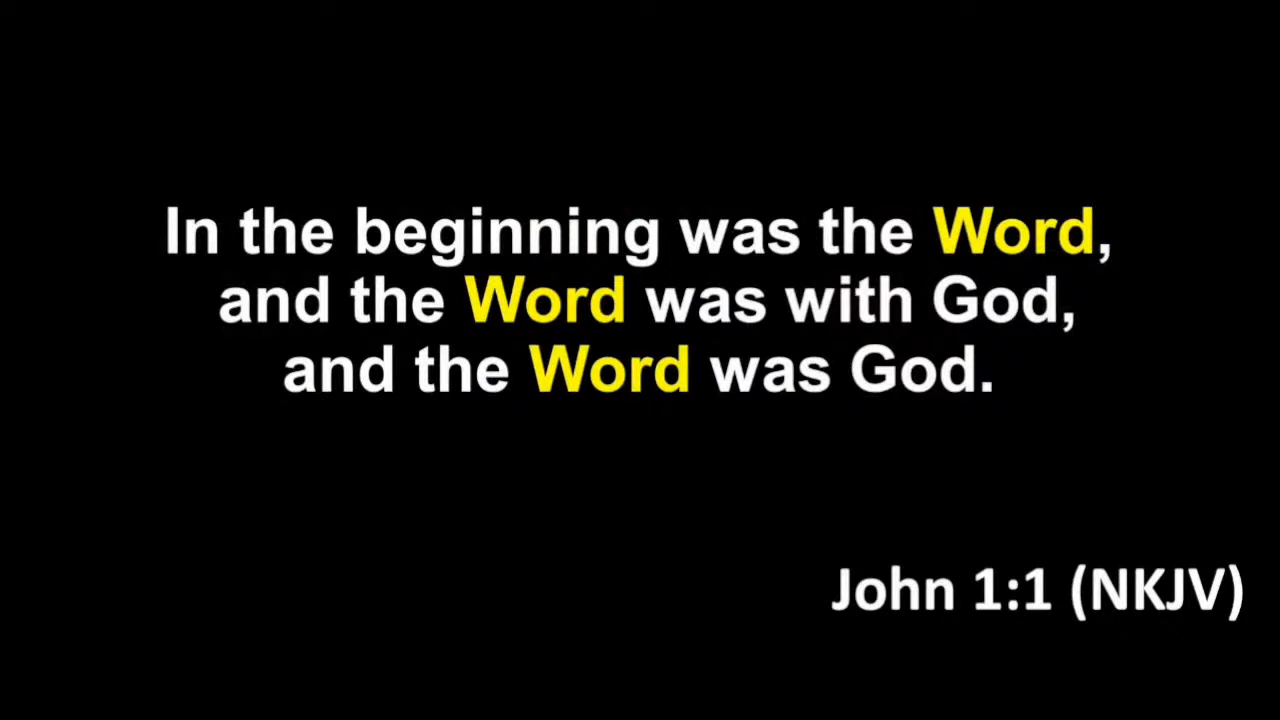 In the beginning was the Word,
and the Word was with God,
and the Word was God.
John 1:1 (NKJV)